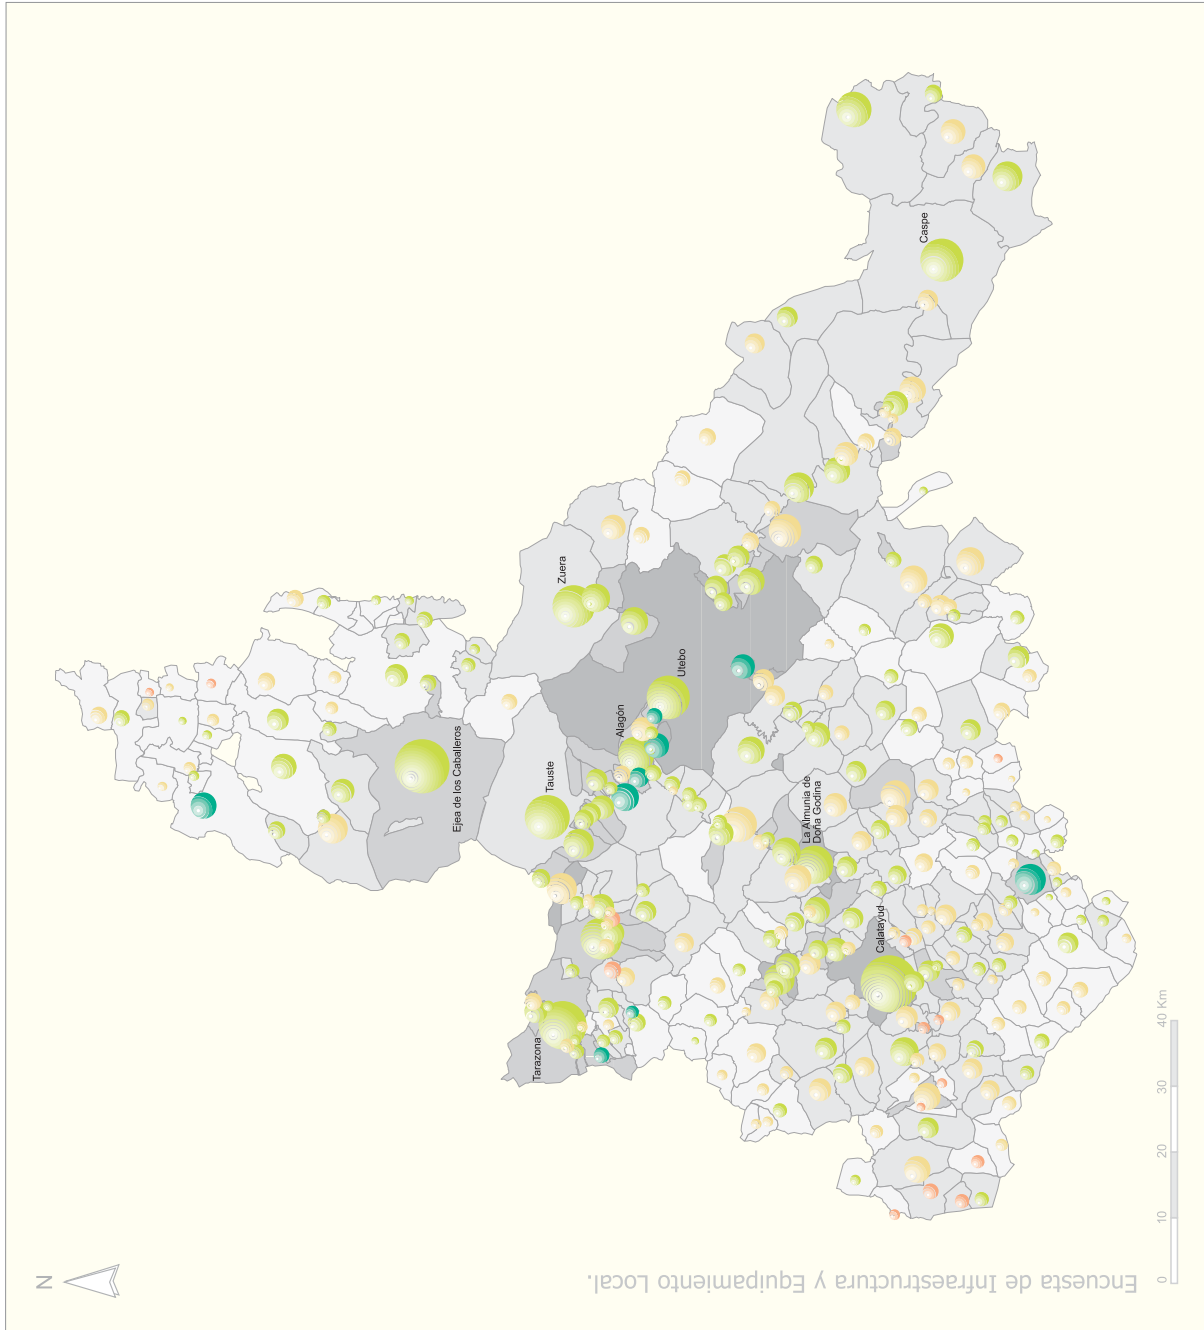 N
Ejea de los Caballeros
Zuera
Tauste
Alagón
Utebo
Tarazona
La Almunia de
Doña Godina
Calatayud
Caspe
0 10 20 30 40 Km
Encuesta de Infraestructura y Equipamiento Local.